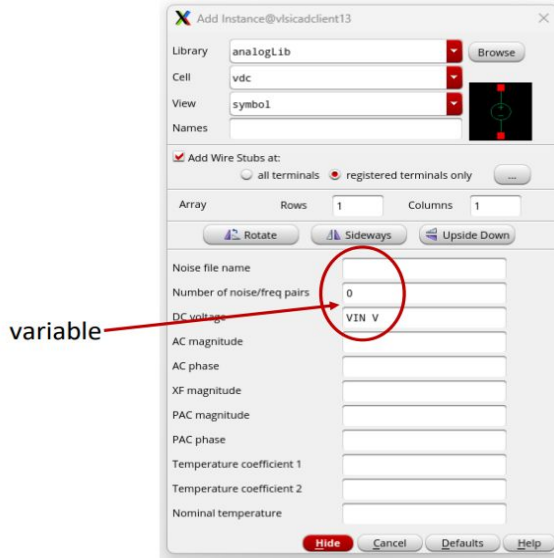 Add Instance@vlsicadclient13
Library analogLib Browse
Cell vdc
View symbol
Names
Add Wire Stubs at:
all terminals registered terminals only ...
Array Rows 1 Columns 1
Rotate Sideways Upside Down
Noise file name
Number of noise/freq pairs 0
DC voltage VIN V
variable
AC magnitude
AC phase
XF magnitude
PAC magnitude
PAC phase
Temperature coefficient 1
Temperature coefficient 2
Nominal temperature
Hide Cancel Defaults Help